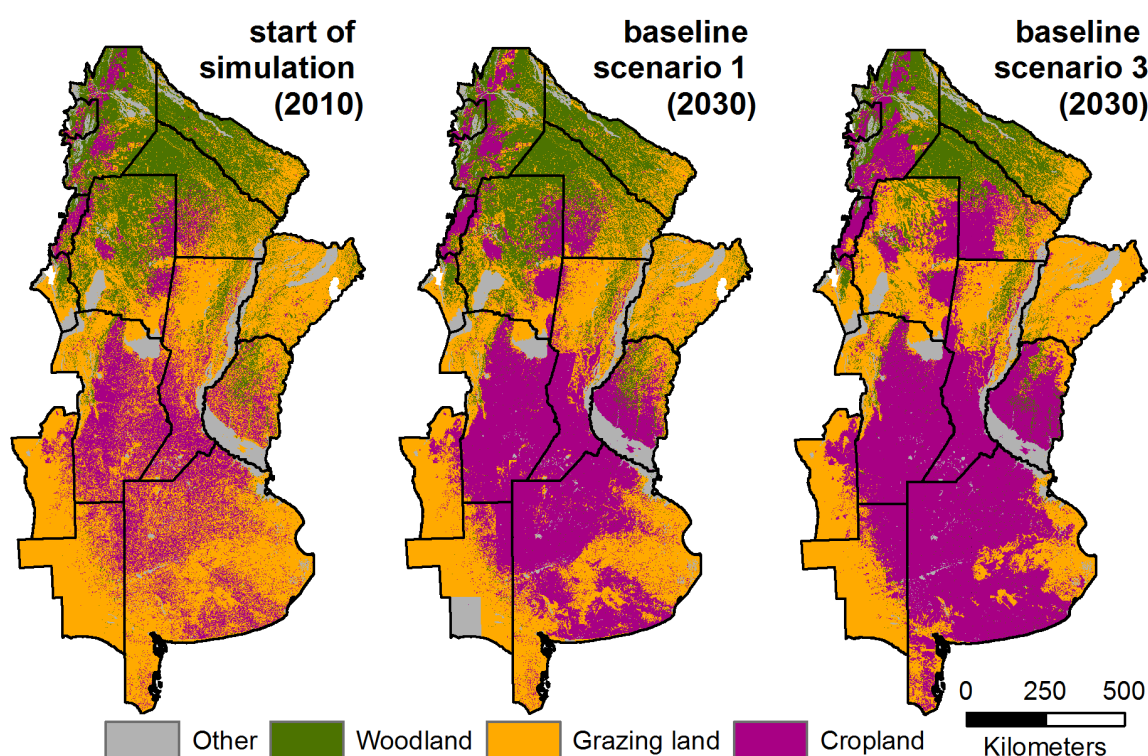 start of
simulation
(2010)
baseline
scenario 1
(2030)
baseline
scenario 3
(2030)
0 250 500
Kilometers
Other Woodland Grazing land Cropland